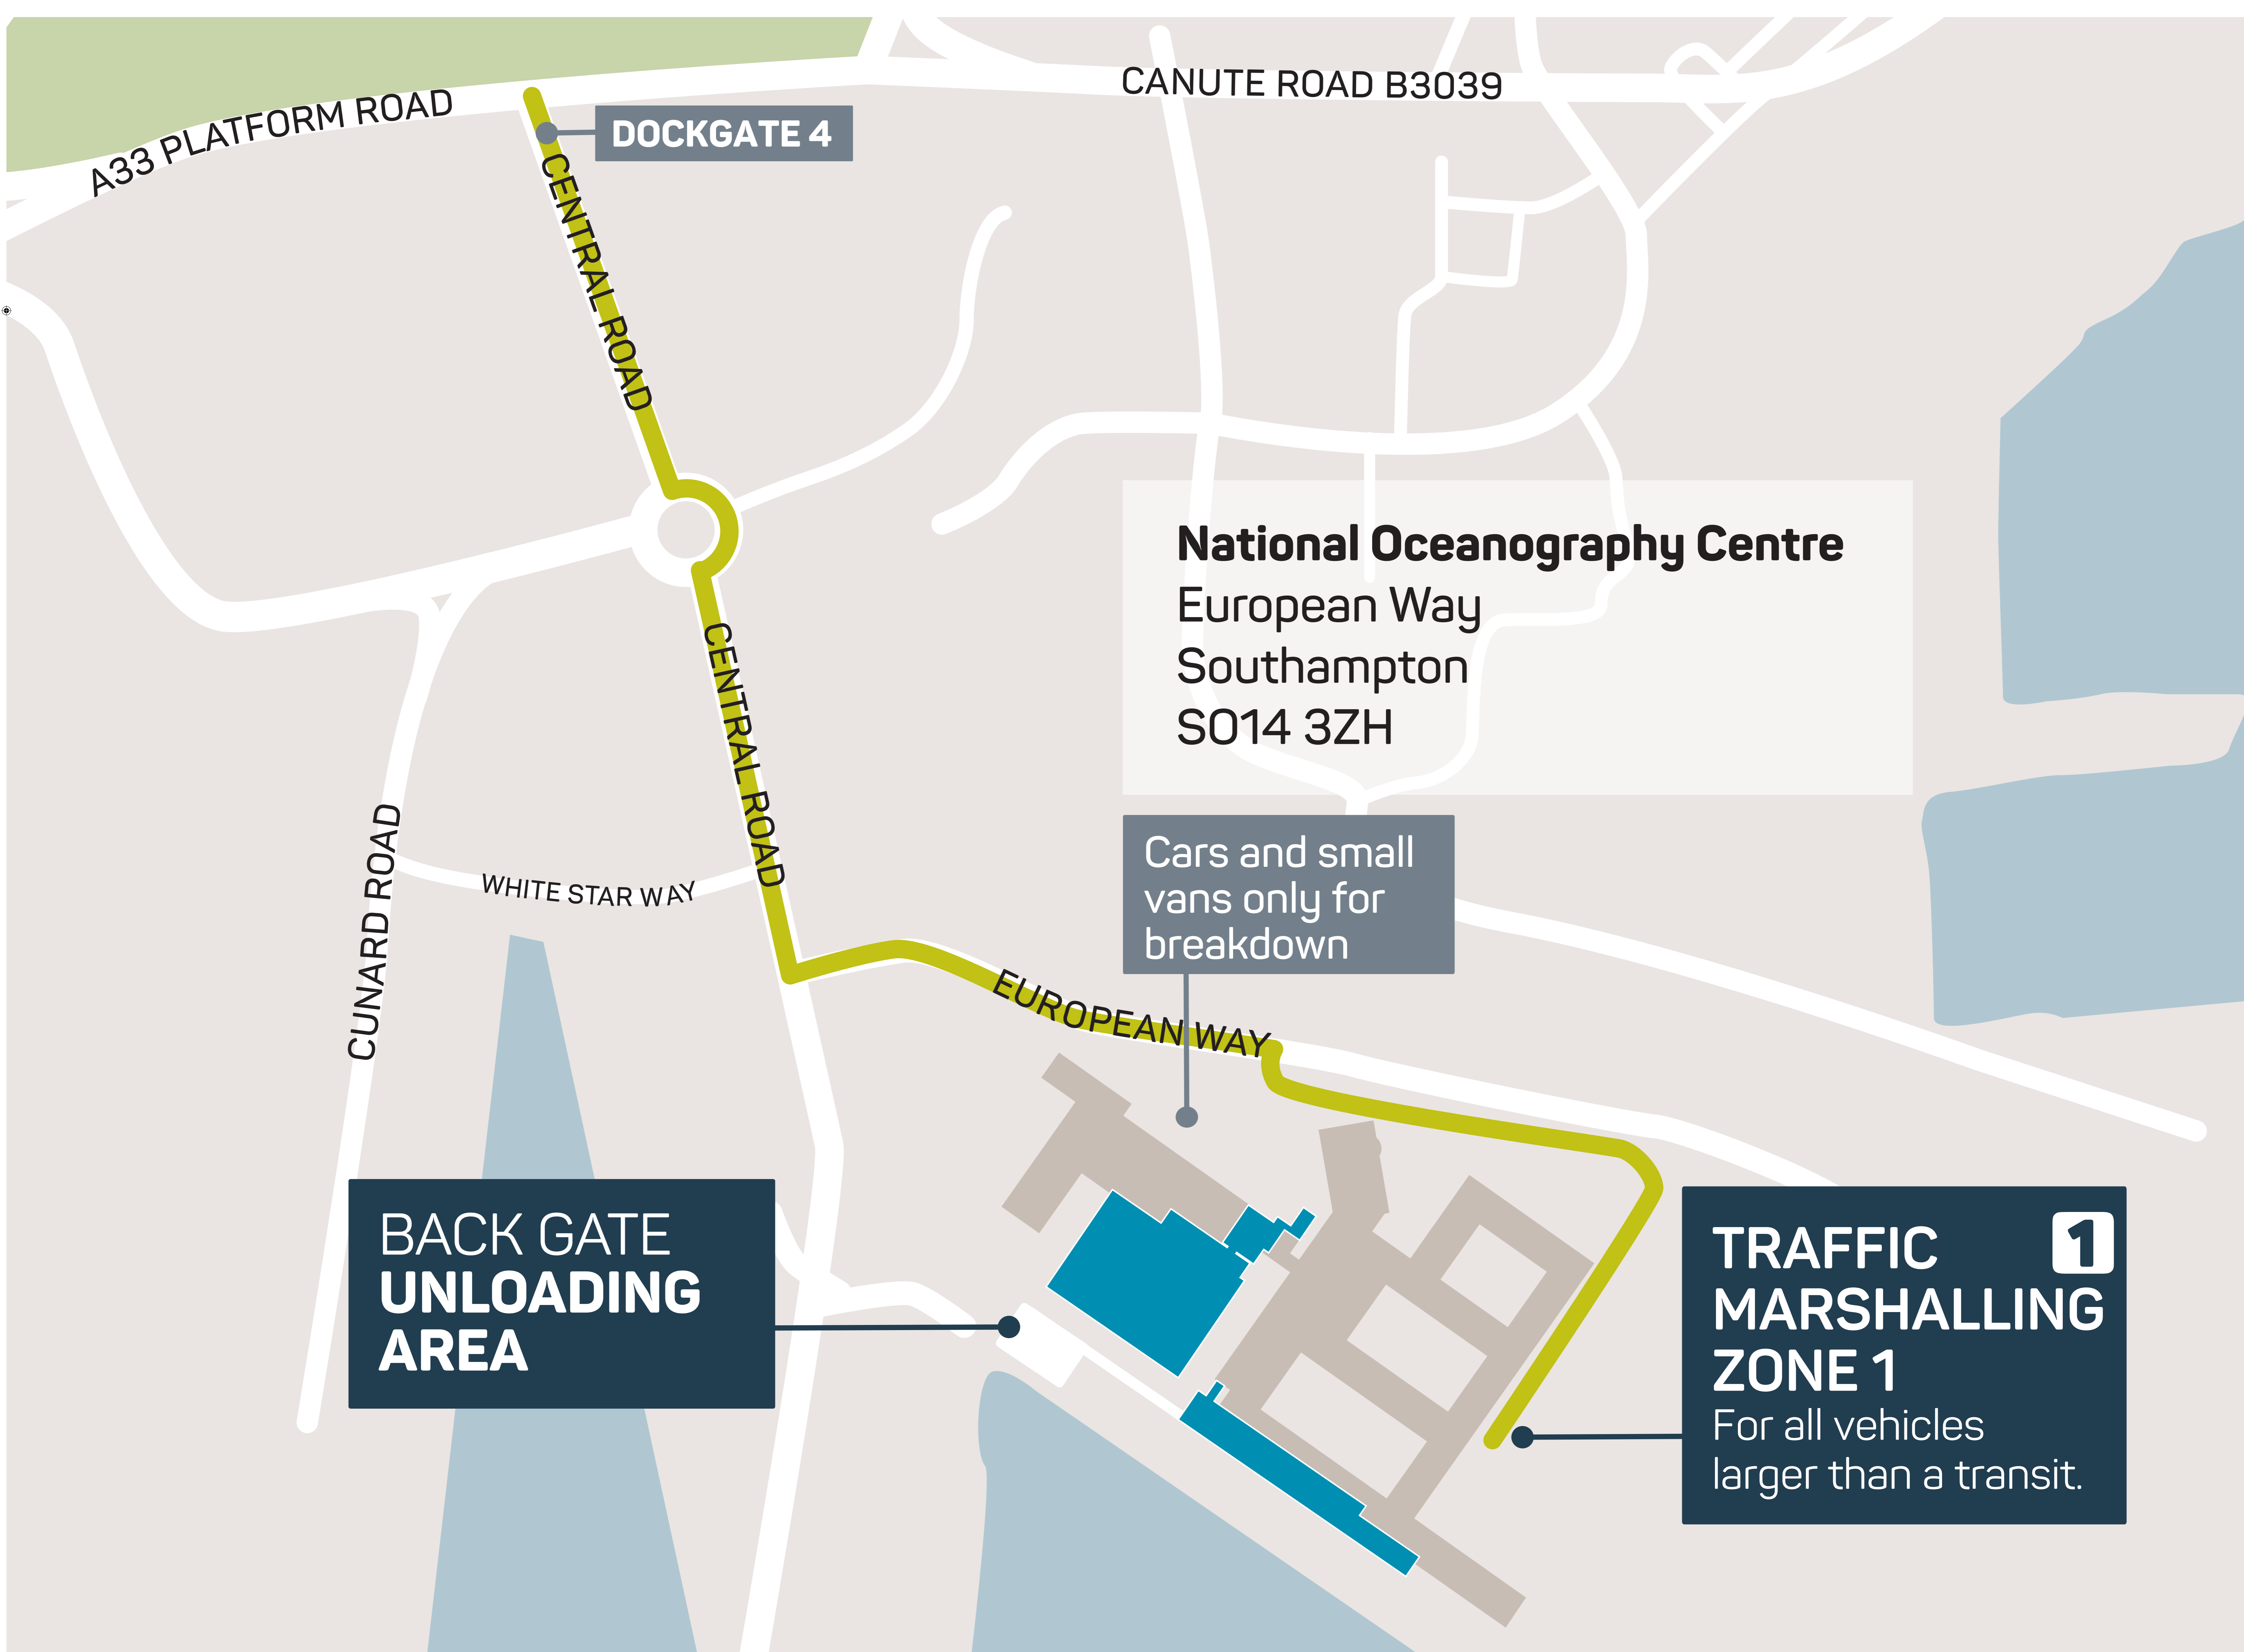 CANUTE ROAD B3039
A33 PLATFORM ROAD
DOCKGATE 4
CENTRAL ROAD
National Oceanography Centre
European Way
Southampton
SO14 3ZH
CENTRAL ROAD
CUNARD ROAD
WHITE STAR WAY
Cars and small
vans only for
breakdown
EUROPEAN WAY
BACK GATE
UNLOADING
AREA
TRAFFIC 1
MARSHALLING
ZONE 1
For all vehicles
larger than a transit.